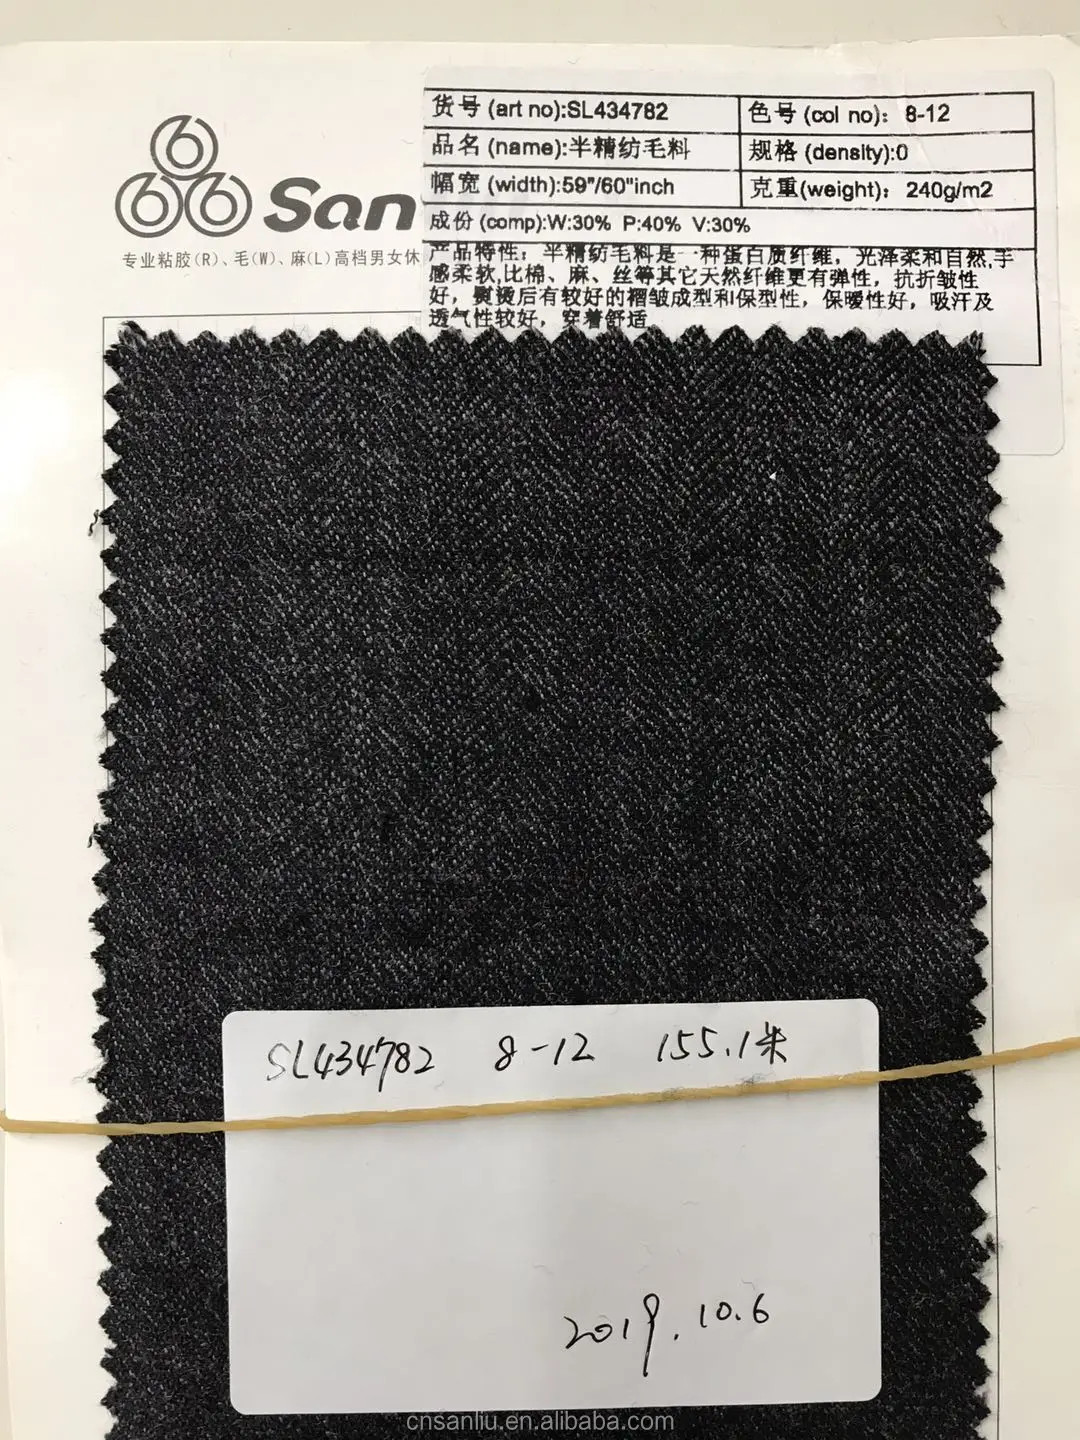 666 San
专业粘胶(R)、毛(W)、麻(L)高档男女休
货号 (art no):SL434782 色号 (col no)：8-12
品名 (name):半精纺毛料 规格 (density):0
幅宽 (width):59"/60"inch 克重(weight)：240g/m2
成份 (comp):W:30% P:40% V:30%
产品特性：半精纺毛料是一种蛋白质纤维，光泽柔和自然,手
感柔软,比棉、麻、丝等其它天然纤维更有弹性，抗折皱性
好，熨烫后有较好的褶皱成型和保型性，保暖性好，吸汗及
透气性较好，穿着舒适
SL434782 8-12 155.1米
2019.10.6
cnsanliu.en.alibaba.com